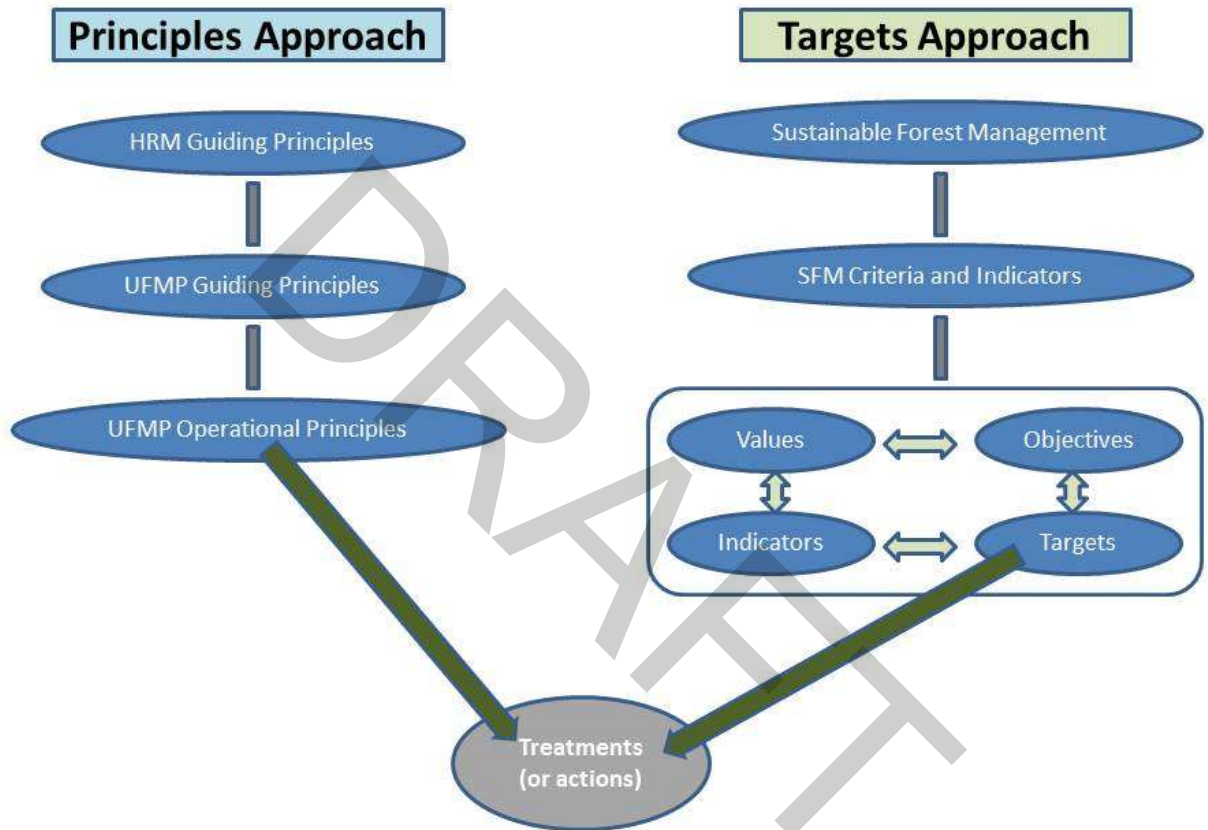 Principles Approach
Targets Approach
HRM Guiding Principles
Sustainable Forest Management
UFMP Guiding Principles
SFM Criteria and Indicators
UFMP Operational Principles
Values
Objectives
Indicators
Targets
Treatments
(or actions)
DRAFT